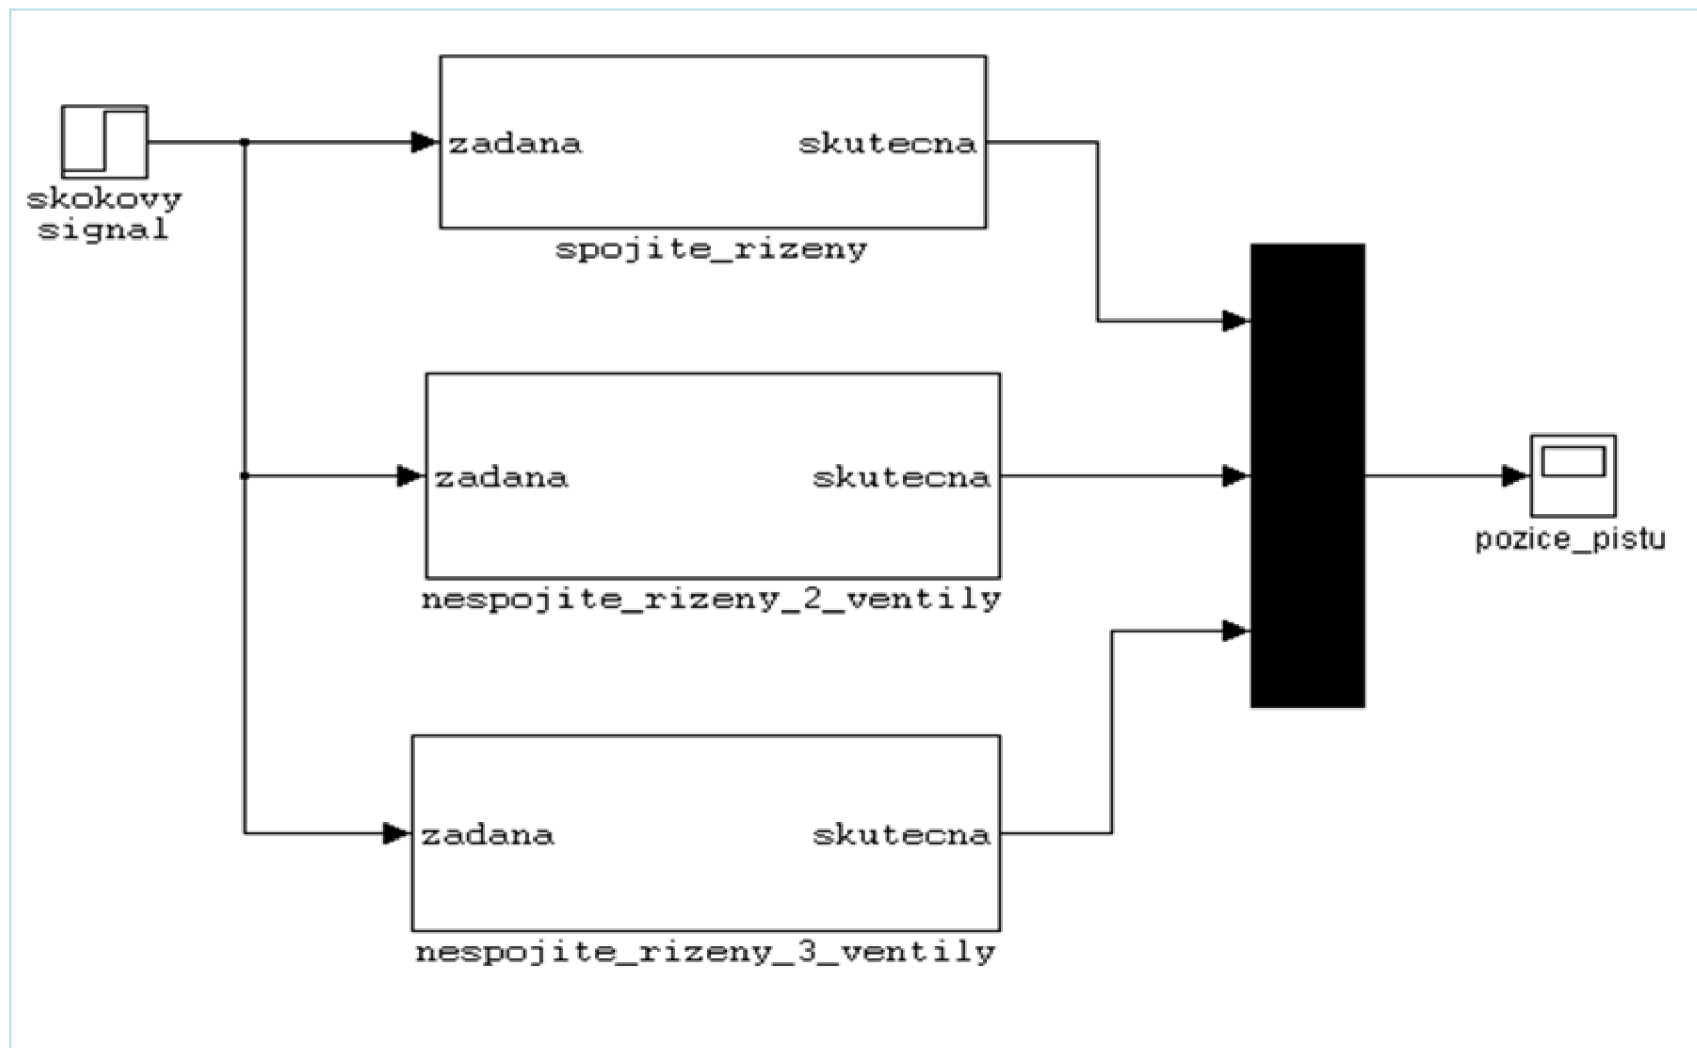 skokovy
signal
zadana
skutecna
spojite_rizeny
zadana
skutecna
nespojite_rizeny_2_ventily
zadana
skutecna
nespojite_rizeny_3_ventily
pozice_pistu